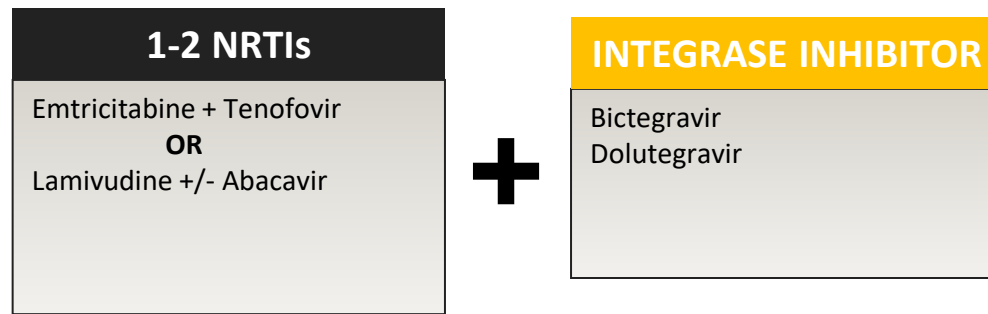 1-2 NRTIs
Emtricitabine + Tenofovir
OR
Lamivudine +/- Abacavir
+
INTEGRASE INHIBITOR
Bictegravir
Dolutegravir